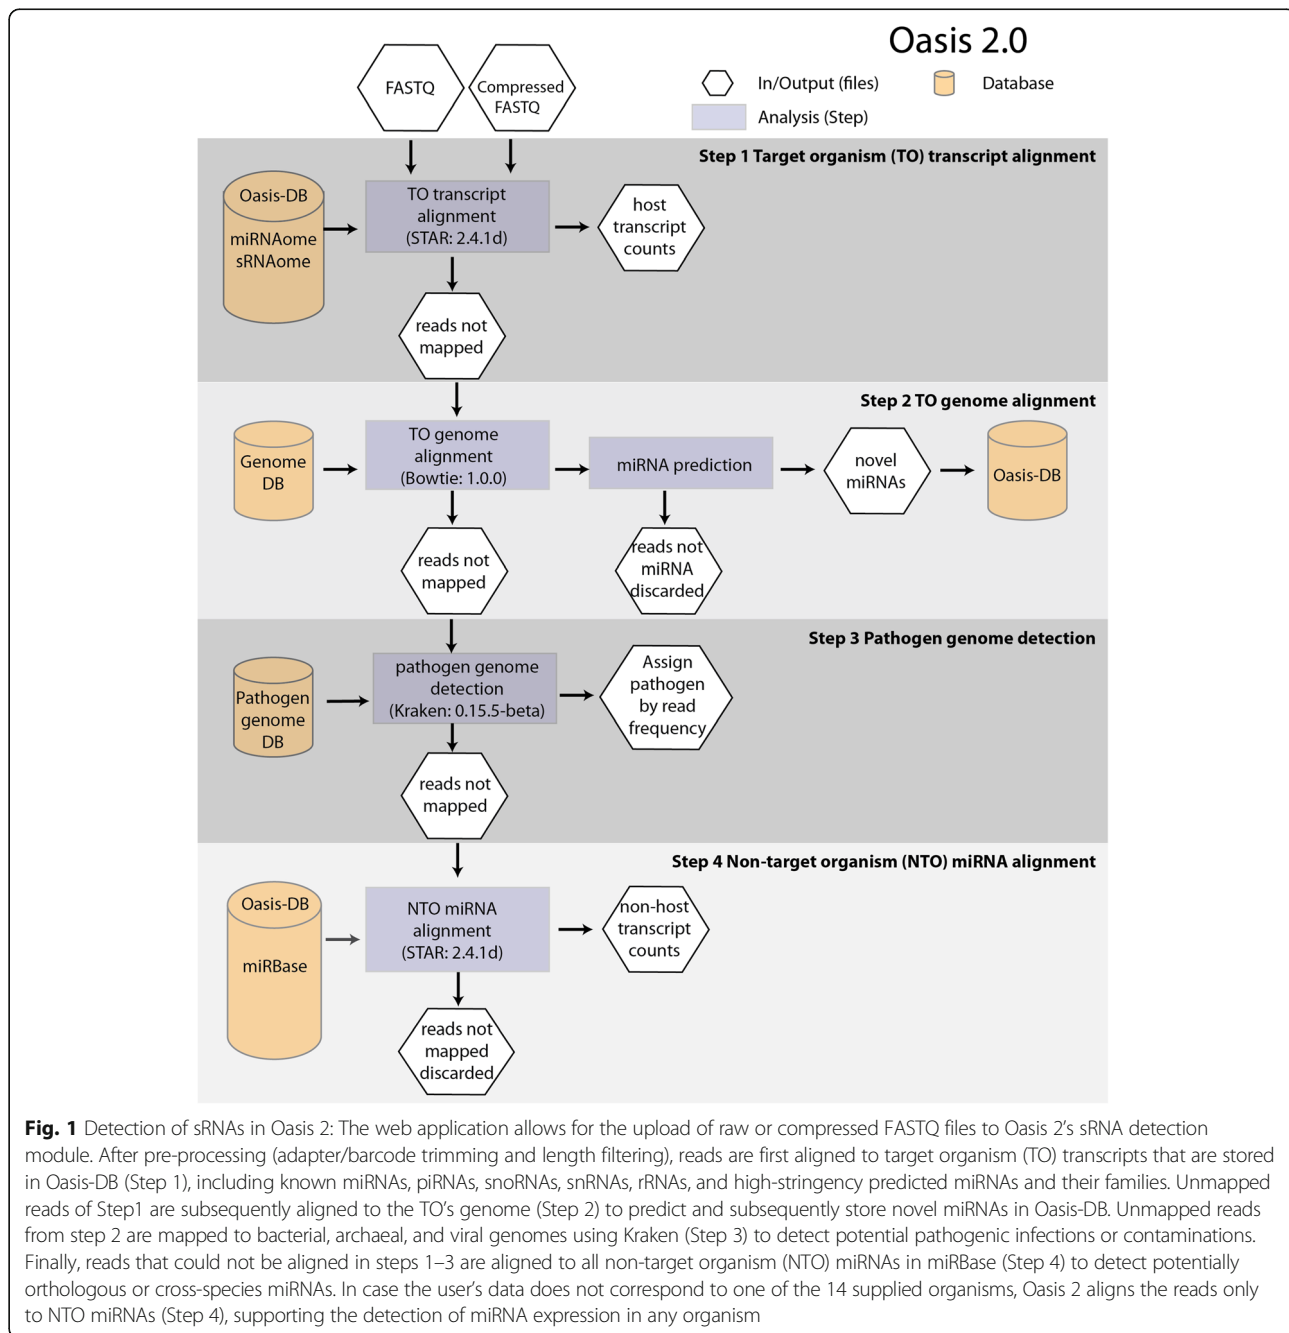 Oasis 2.0
FASTQ
Compressed
FASTQ
In/Output (files)
Database
Analysis (Step)
Step 1 Target organism (TO) transcript alignment
Oasis-DB
miRNAome
sRNAome
TO transcript
alignment
(STAR: 2.4.1d)
host
transcript
counts
reads not
mapped
Step 2 TO genome alignment
Genome
DB
TO genome
alignment
(Bowtie: 1.0.0)
miRNA prediction
novel
miRNAs
Oasis-DB
reads not
mapped
reads not
miRNA
discarded
Step 3 Pathogen genome detection
Pathogen
genome
DB
pathogen genome
detection
(Kraken: 0.15.5-beta)
Assign
pathogen
by read
frequency
reads not
mapped
Step 4 Non-target organism (NTO) miRNA alignment
Oasis-DB
miRBase
NTO miRNA
alignment
(STAR: 2.4.1d)
non-host
transcript
counts
reads not
mapped
discarded
Fig. 1 Detection of sRNAs in Oasis 2: The web application allows for the upload of raw or compressed FASTQ files to Oasis 2's sRNA detection
module. After pre-processing (adapter/barcode trimming and length filtering), reads are first aligned to target organism (TO) transcripts that are stored
in Oasis-DB (Step 1), including known miRNAs, piRNAs, snoRNAs, snRNAs, rRNAs, and high-stringency predicted miRNAs and their families. Unmapped
reads of Step1 are subsequently aligned to the TO's genome (Step 2) to predict and subsequently store novel miRNAs in Oasis-DB. Unmapped reads
from step 2 are mapped to bacterial, archaeal, and viral genomes using Kraken (Step 3) to detect potential pathogenic infections or contaminations.
Finally, reads that could not be aligned in steps 1–3 are aligned to all non-target organism (NTO) miRNAs in miRBase (Step 4) to detect potentially
orthologous or cross-species miRNAs. In case the user's data does not correspond to one of the 14 supplied organisms, Oasis 2 aligns the reads only
to NTO miRNAs (Step 4), supporting the detection of miRNA expression in any organism